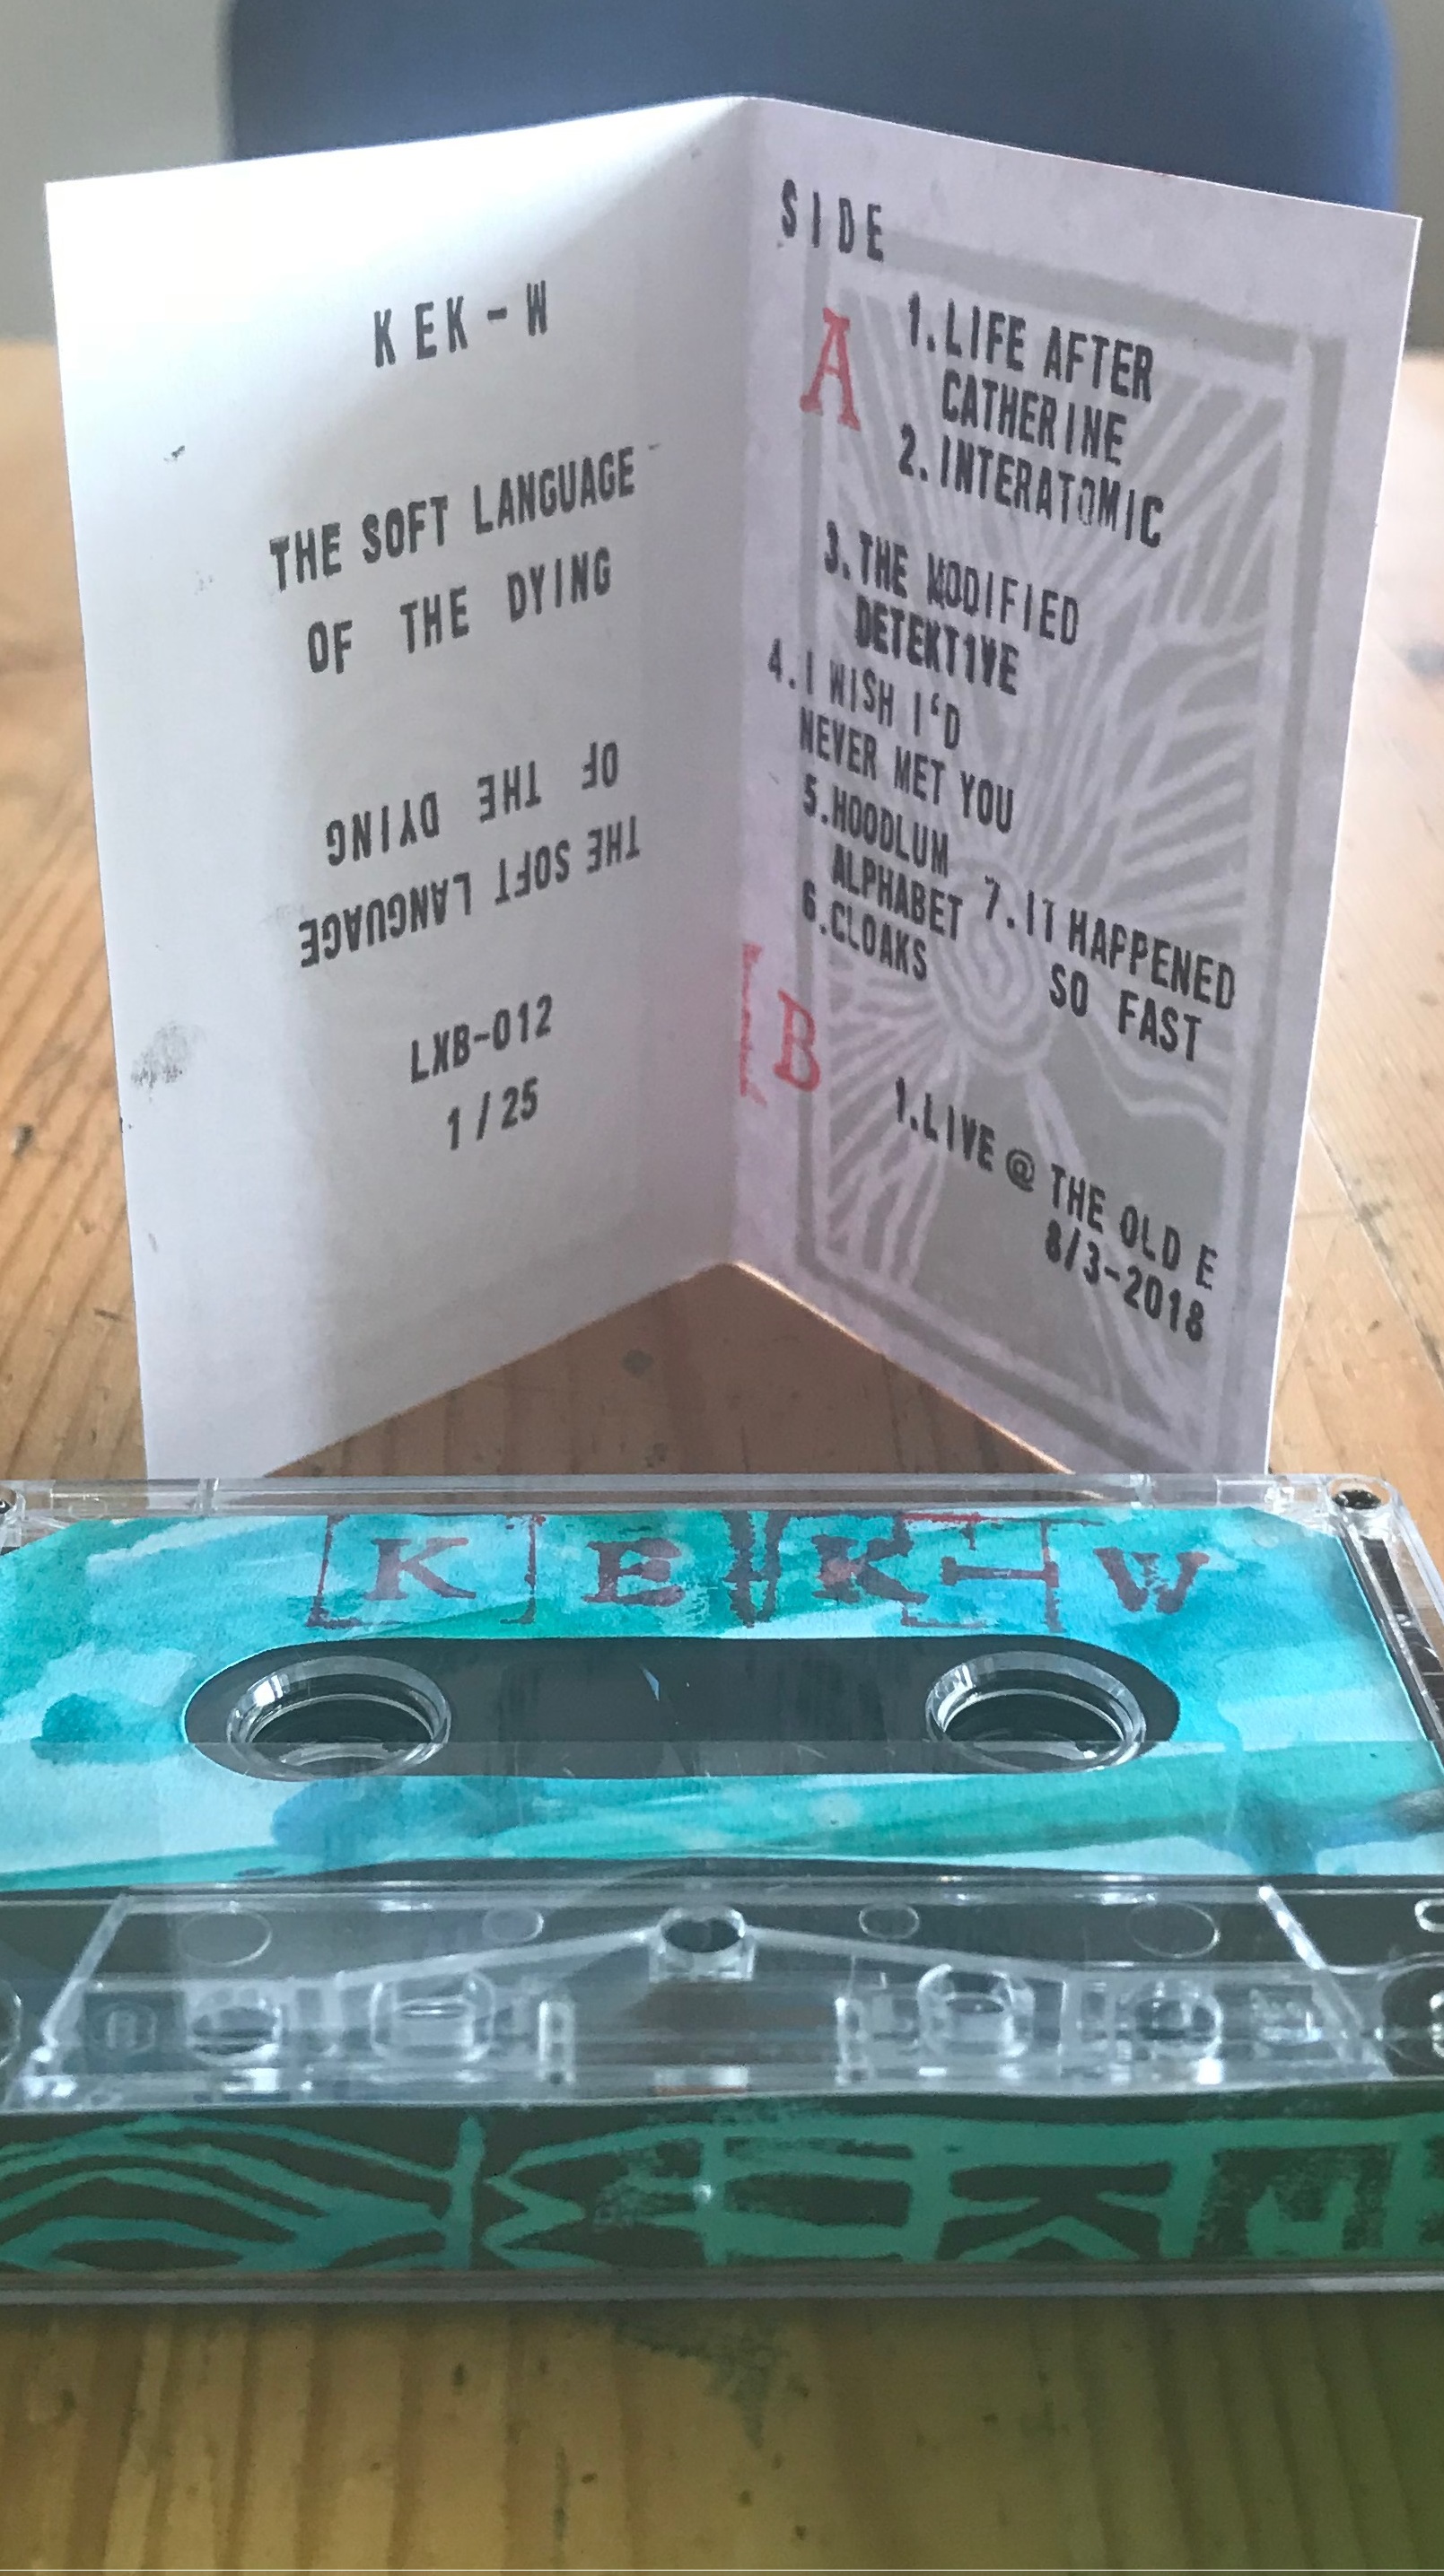 KEK-W
THE SOFT LANGUAGE
OF THE DYING
OF THE DYING
THE SOFT LANGUAGE
LXB-012
1/25
SIDE
A
1. LIFE AFTER
CATHERINE
2. INTERATOMIC
3. THE MODIFIED
DETEKT1VE
4. I WISH I'D
NEVER MET YOU
5. HOODLUM
ALPHABET
6. CLOAKS
7. IT HAPPENED
SO FAST
B
1. LIVE @ THE OLD E
8/3-2018
KEK-W